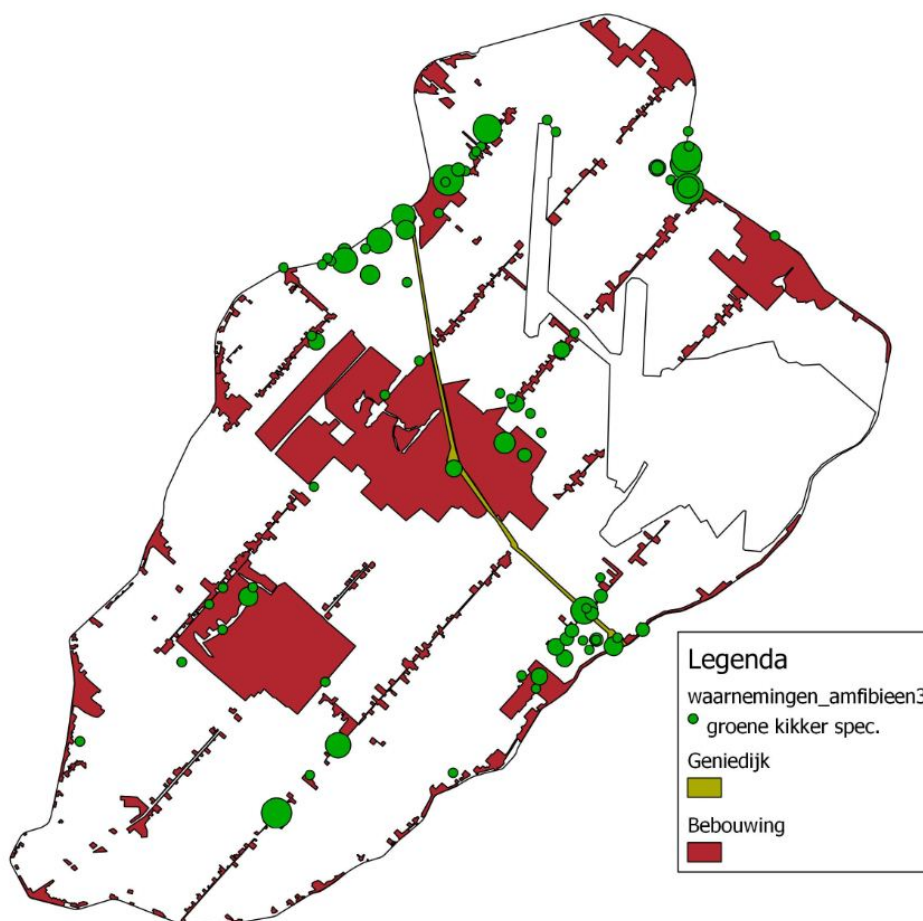 Legenda
waarnemingen_amfibieen3
groene kikker spec.
Geniedijk
Bebouwing